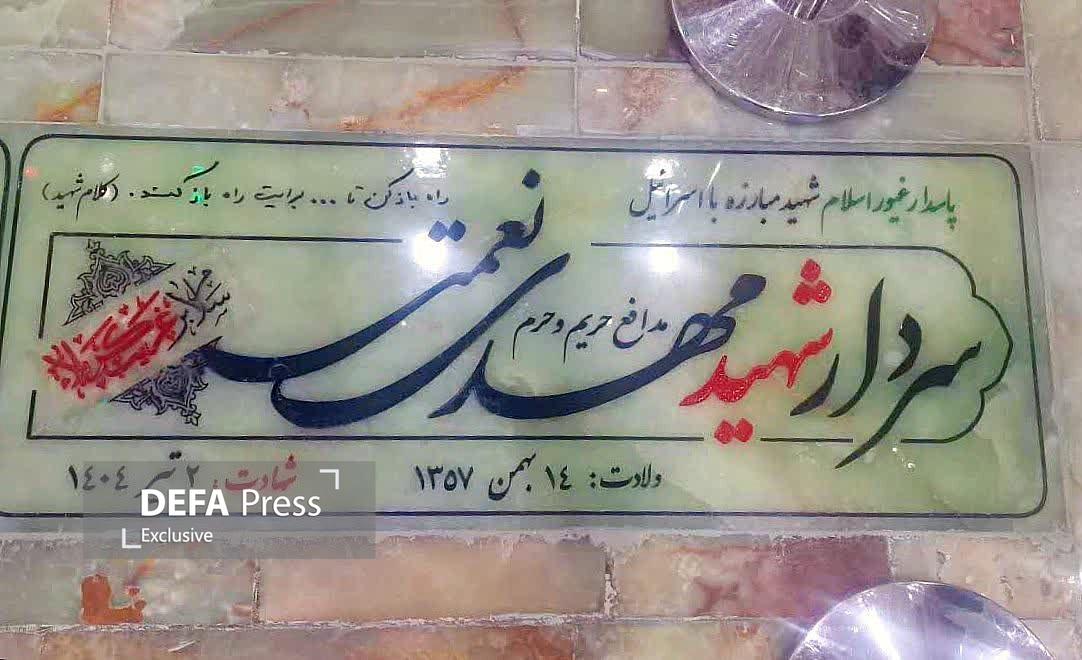 پاسدار غیور اسلام شهید مبارزه با اسرائیل
راه باز کن تا ... برایت راه باز کنند. (کلام شهید)
سردار شهید مهدی نعمتی
مدافع حریم و حرم
ولادت: ۱۴ بهمن ۱۳۵۷
شهادت: ۲ تیر ۱۴۰۴
DEFA Press
Exclusive